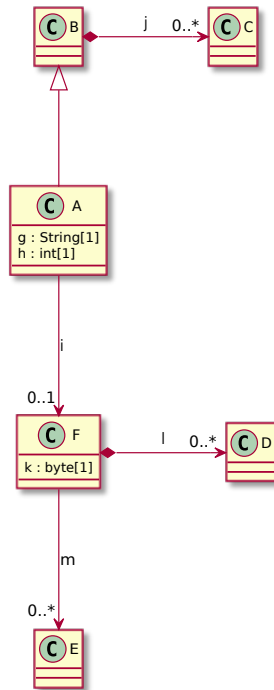 C B
j
0..*
C C
C A
g : String[1]
h : int[1]
i
0..1
C F
k : byte[1]
l
0..*
C D
m
0..*
C E